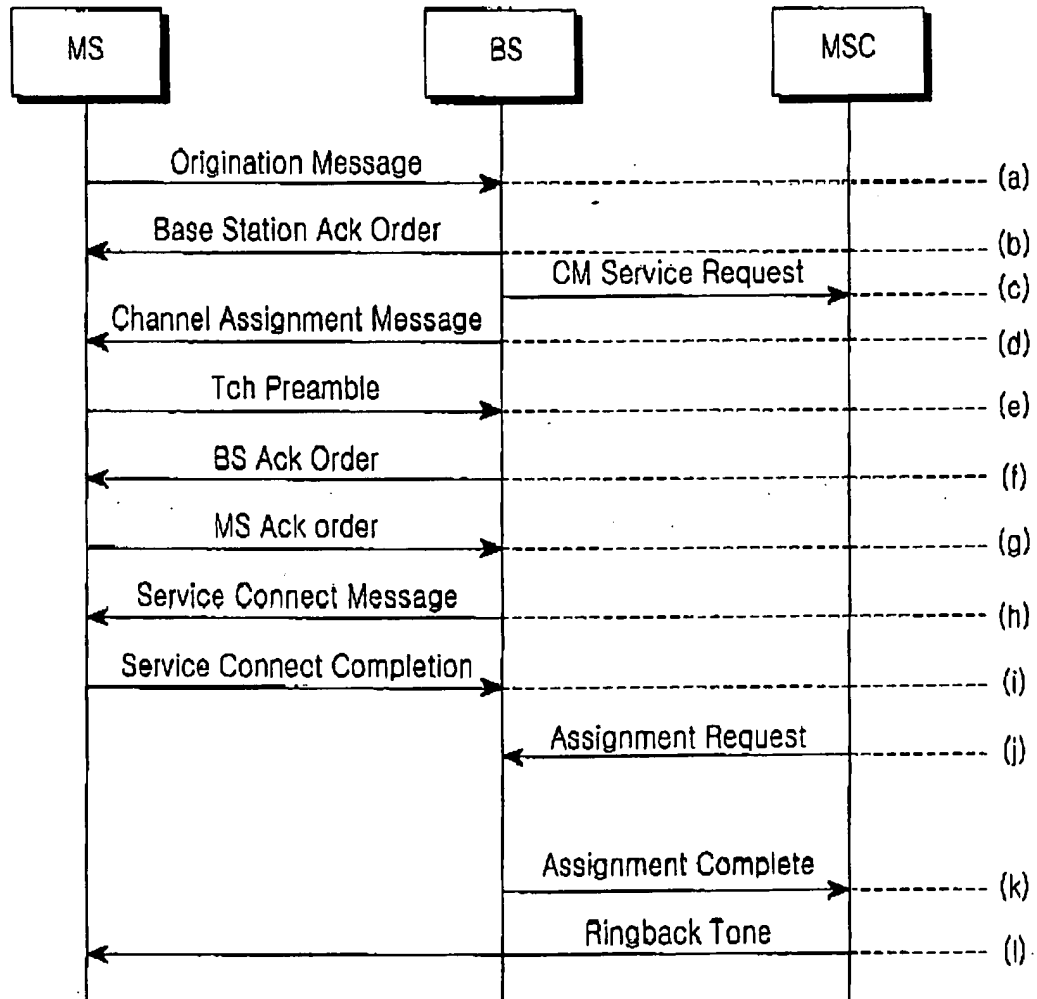 MS BS MSC
Origination Message (a)
Base Station Ack Order (b)
CM Service Request (c)
Channel Assignment Message (d)
Tch Preamble (e)
BS Ack Order (f)
MS Ack order (g)
Service Connect Message (h)
Service Connect Completion (i)
Assignment Request (j)
Assignment Complete (k)
Ringback Tone (l)